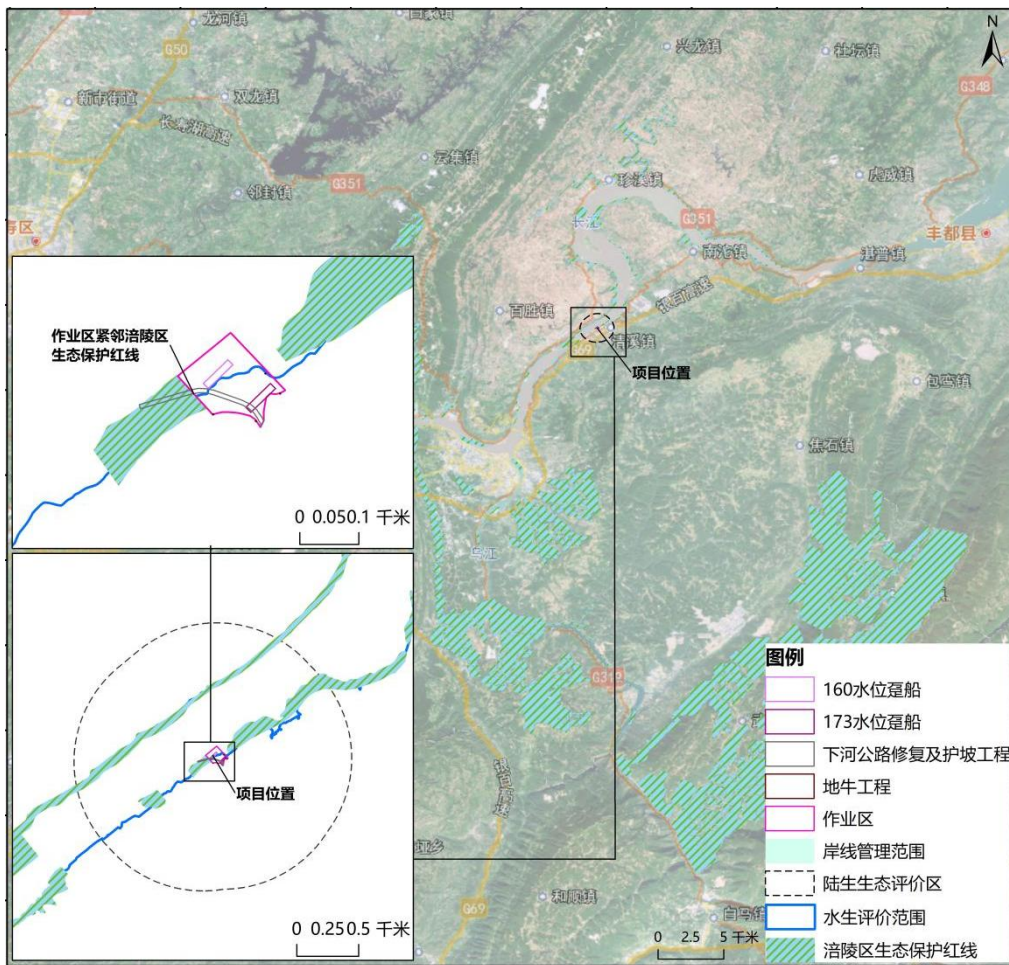 龙河镇
兴龙镇
社坛镇
N
G50
G348
新市街道
双龙镇
长寿湖高速
云集镇
虎威镇
邻封镇
G351
珍溪镇
长江
G351
南沱镇
丰都县
湛普镇
寿区
银百高速
百胜镇
清溪镇
项目位置
包鸾镇
焦石镇
作业区紧邻涪陵区
生态保护红线
0 0.05 0.1 千米
乌江
G319
项目位置
0 0.25 0.5 千米
和顺镇
G69
白马镇
0 2.5 5 千米
图例
160水位趸船
173水位趸船
下河公路修复及护坡工程
地牛工程
作业区
岸线管理范围
陆生生态评价区
水生评价范围
涪陵区生态保护红线